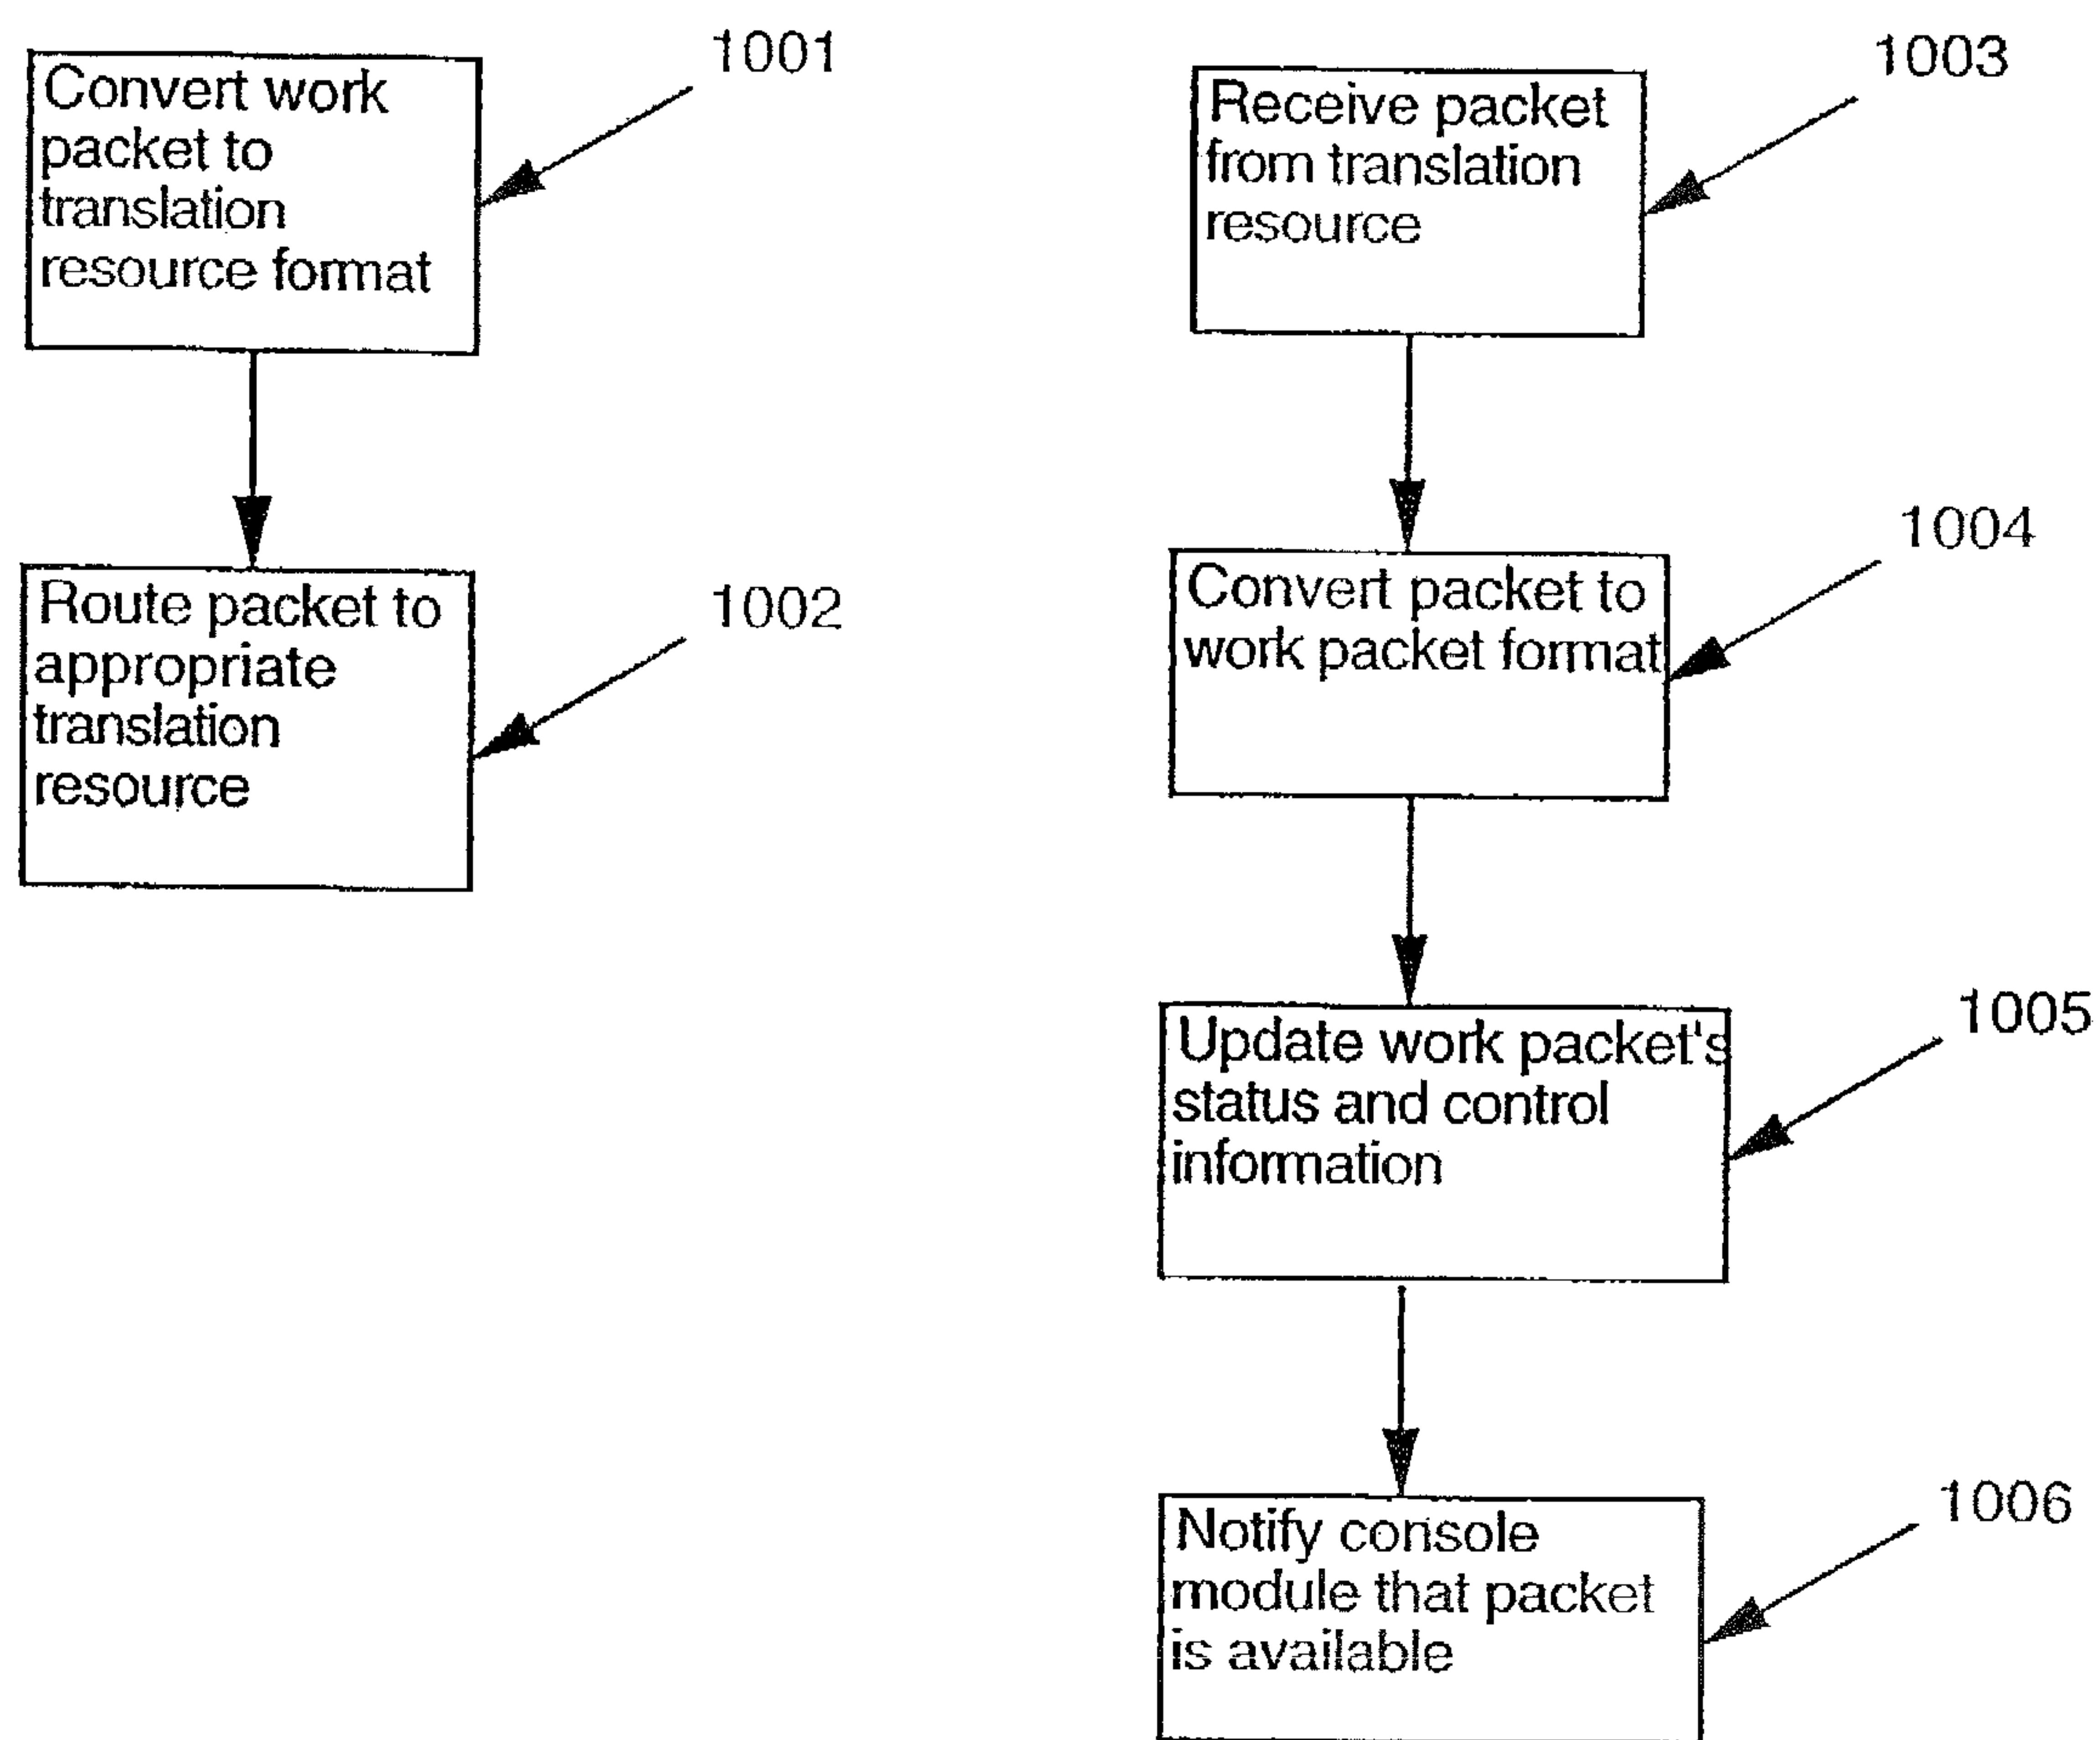 Convert work
packet to
translation
resource format
1001
Route packet to
appropriate
translation
resource
1002
Receive packet
from translation
resource
1003
Convert packet to
work packet format
1004
Update work packet's
status and control
information
1005
Notify console
module that packet
is available
1006